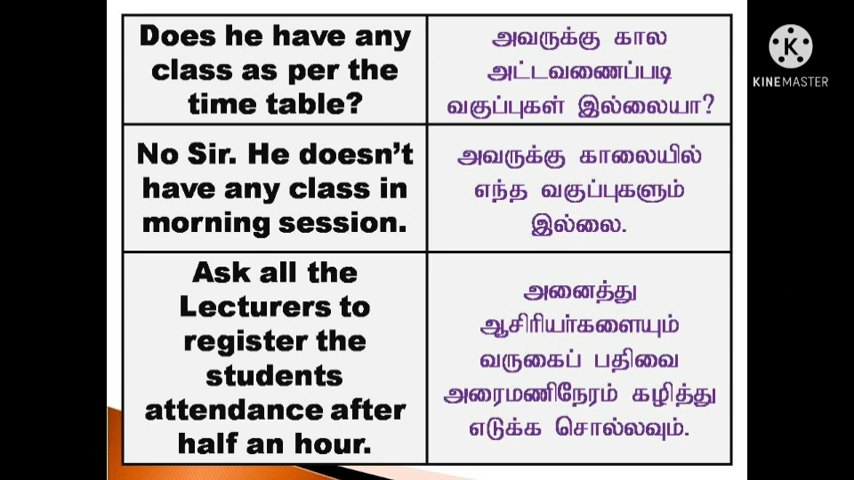 Does he have any
class as per the
time table?
அவருக்கு கால
அட்டவணைப்படி
வகுப்புகள் இல்லையா?
No Sir. He doesn't
have any class in
morning session.
அவருக்கு காலையில்
எந்த வகுப்புகளும்
இல்லை.
Ask all the
Lecturers to
register the
students
attendance after
half an hour.
அனைத்து
ஆசிரியர்களையும்
வருகைப் பதிவை
அரைமணிநேரம் கழித்து
எடுக்க சொல்லவும்.
K
KINEMASTER